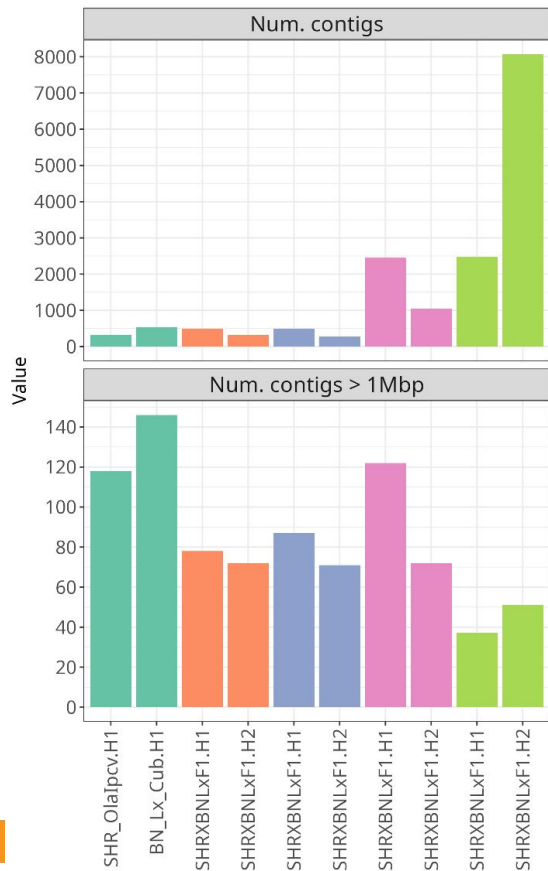 Num. contigs
8000
7000
6000
5000
4000
3000
2000
1000
0
Value
Num. contigs > 1Mbp
140
120
100
80
60
40
20
0
SHR_OlaIpcv.H1
BN_Lx_Cub.H1
SHRXBNLxF1.H1
SHRXBNLxF1.H2
SHRXBNLxF1.H1
SHRXBNLxF1.H2
SHRXBNLxF1.H1
SHRXBNLxF1.H2
SHRXBNLxF1.H1
SHRXBNLxF1.H2